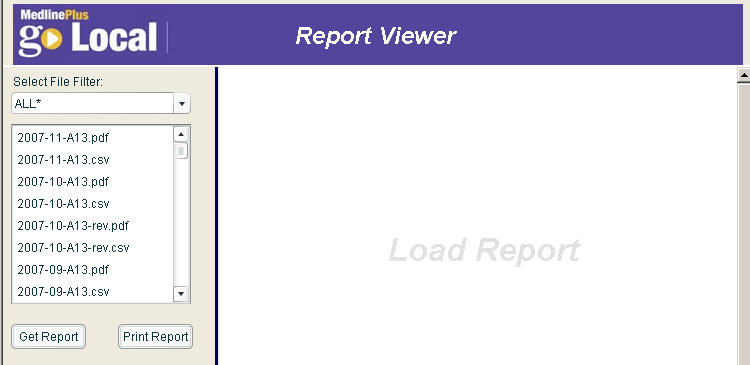 MedlinePlus
go Local
Report Viewer
Select File Filter:
ALL*
2007-11-A13.pdf
2007-11-A13.csv
2007-10-A13.pdf
2007-10-A13.csv
2007-10-A13-rev.pdf
2007-10-A13-rev.csv
2007-09-A13.pdf
2007-09-A13.csv
Load Report
Get Report
Print Report